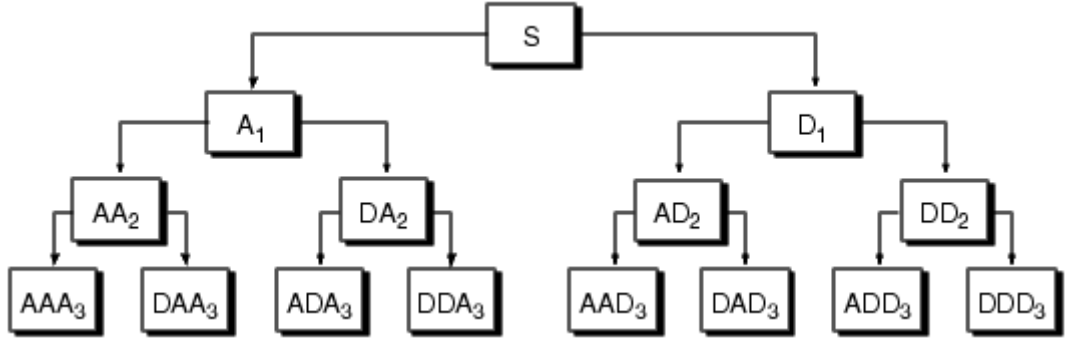 S
A₁ D₁
AA₂ DA₂ AD₂ DD₂
AAA₃ DAA₃ ADA₃ DDA₃ AAD₃ DAD₃ ADD₃ DDD₃